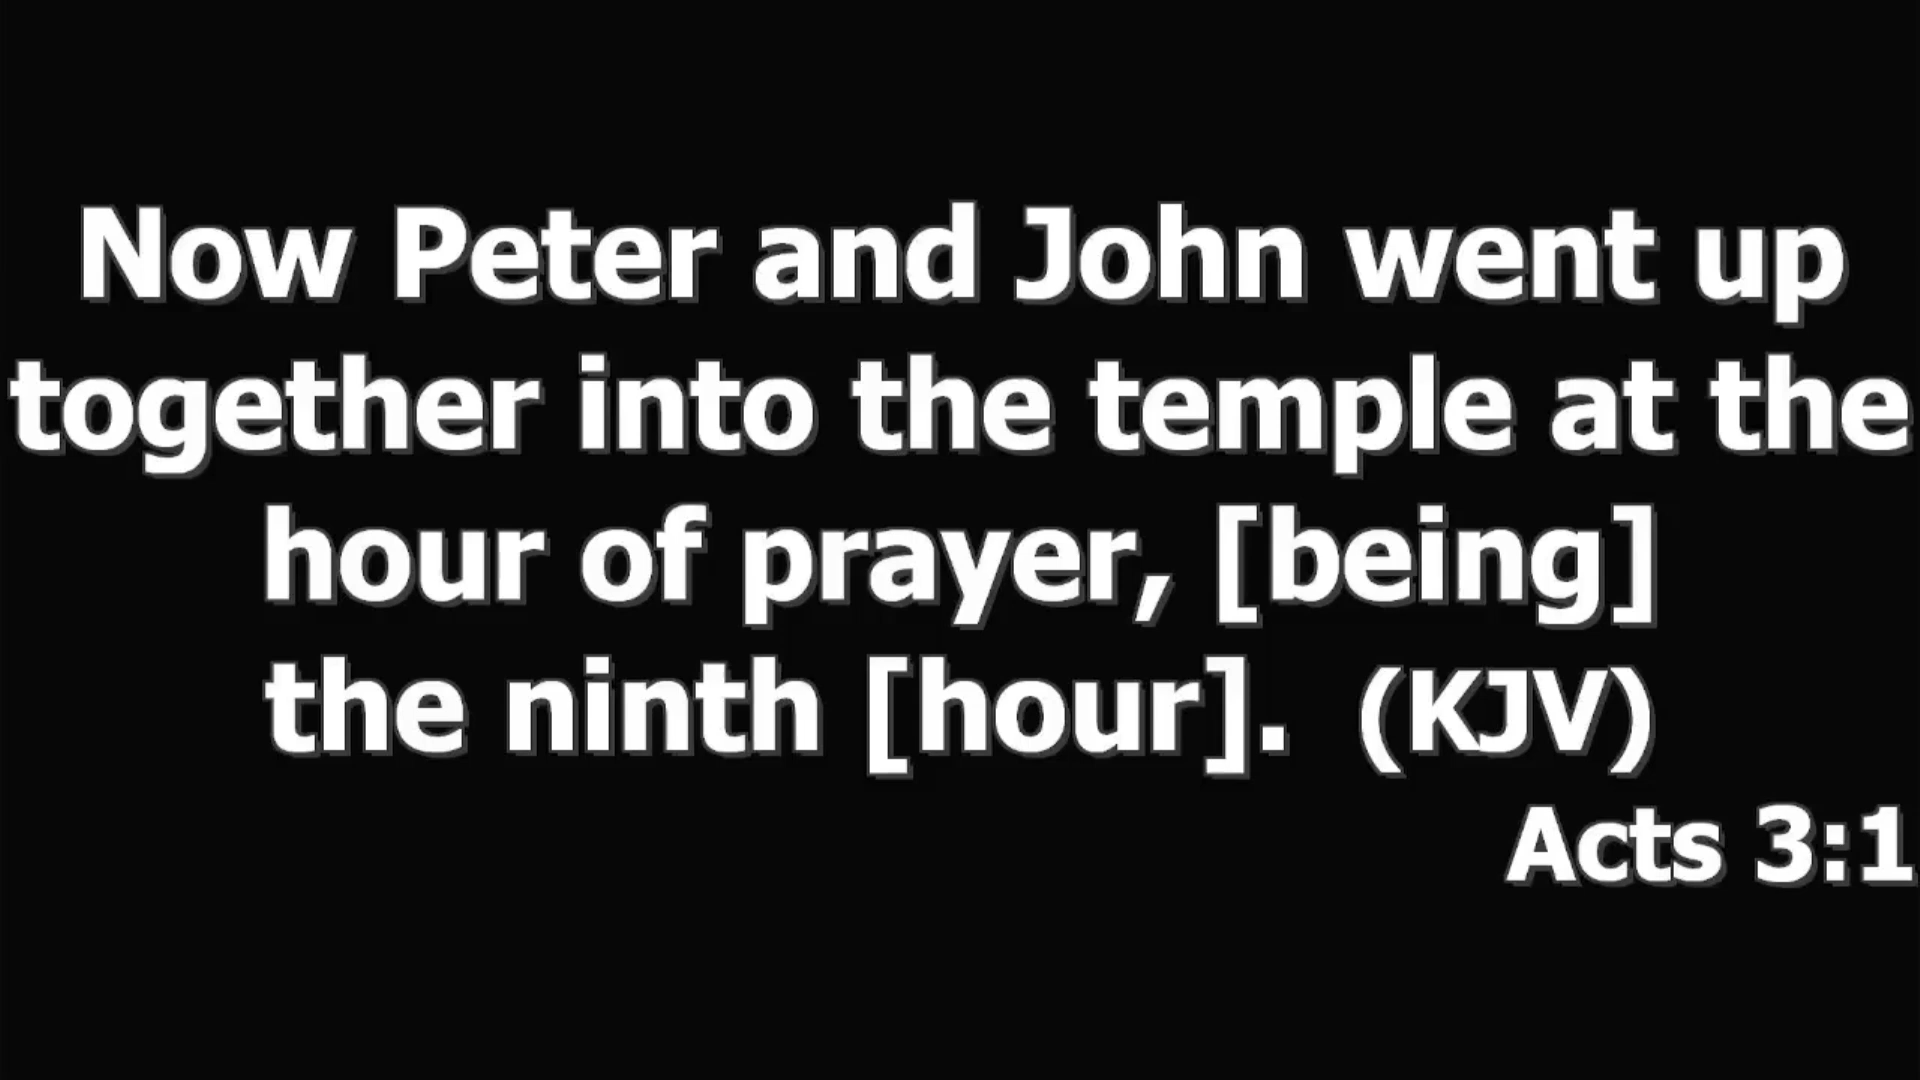 Now Peter and John went up
together into the temple at the
hour of prayer, [being]
the ninth [hour].  (KJV)
Acts 3:1